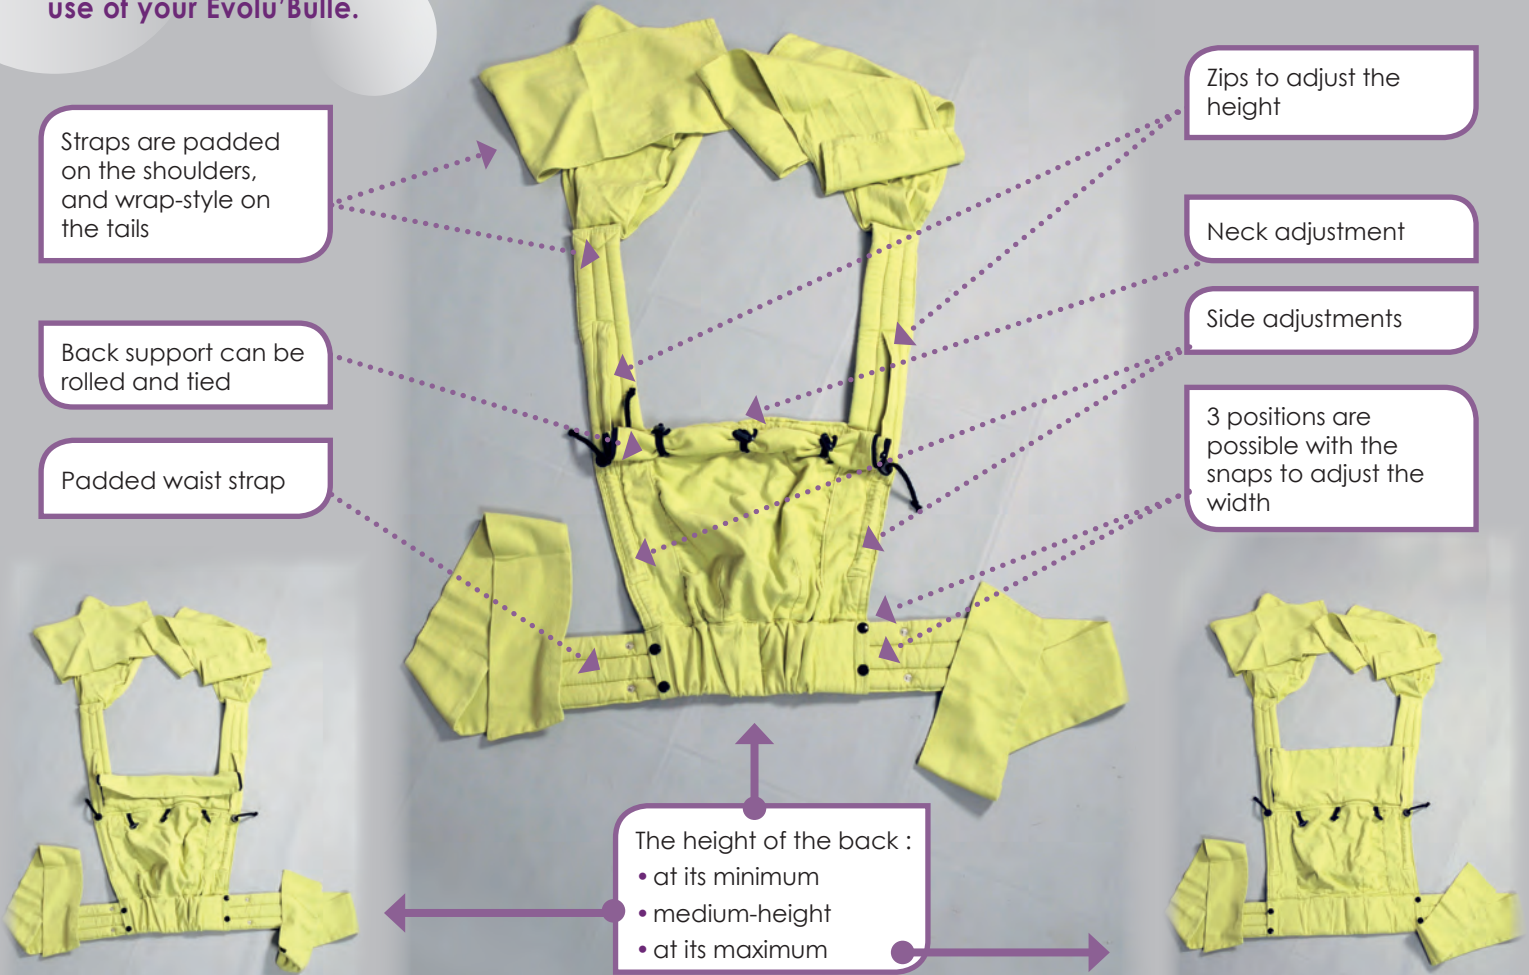 use of your Evolu'Bulle.
Straps are padded
on the shoulders,
and wrap-style on
the tails
Back support can be
rolled and tied
Padded waist strap
Zips to adjust the
height
Neck adjustment
Side adjustments
3 positions are
possible with the
snaps to adjust the
width
The height of the back :
• at its minimum
• medium-height
• at its maximum